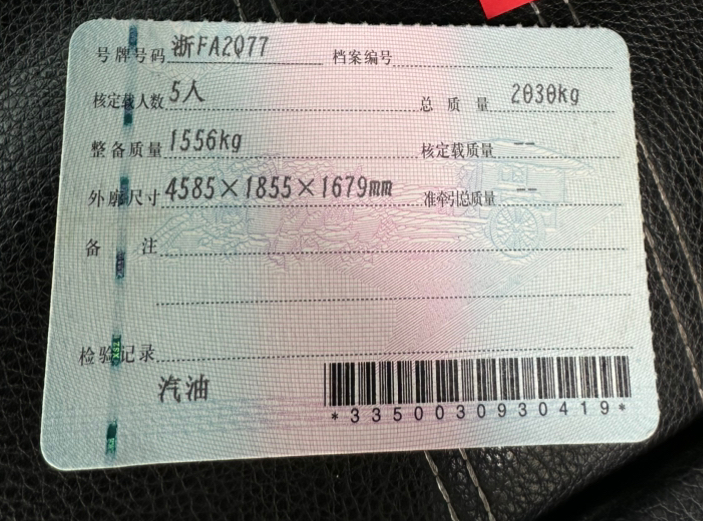 号牌号码 浙FA2Q77 档案编号
核定载人数 5人 总质量 2030kg
整备质量 1556kg 核定载质量 --
外廓尺寸 4585×1855×1679mm 准牵引总质量 --
备注
检验记录
汽油
*3350030930419*